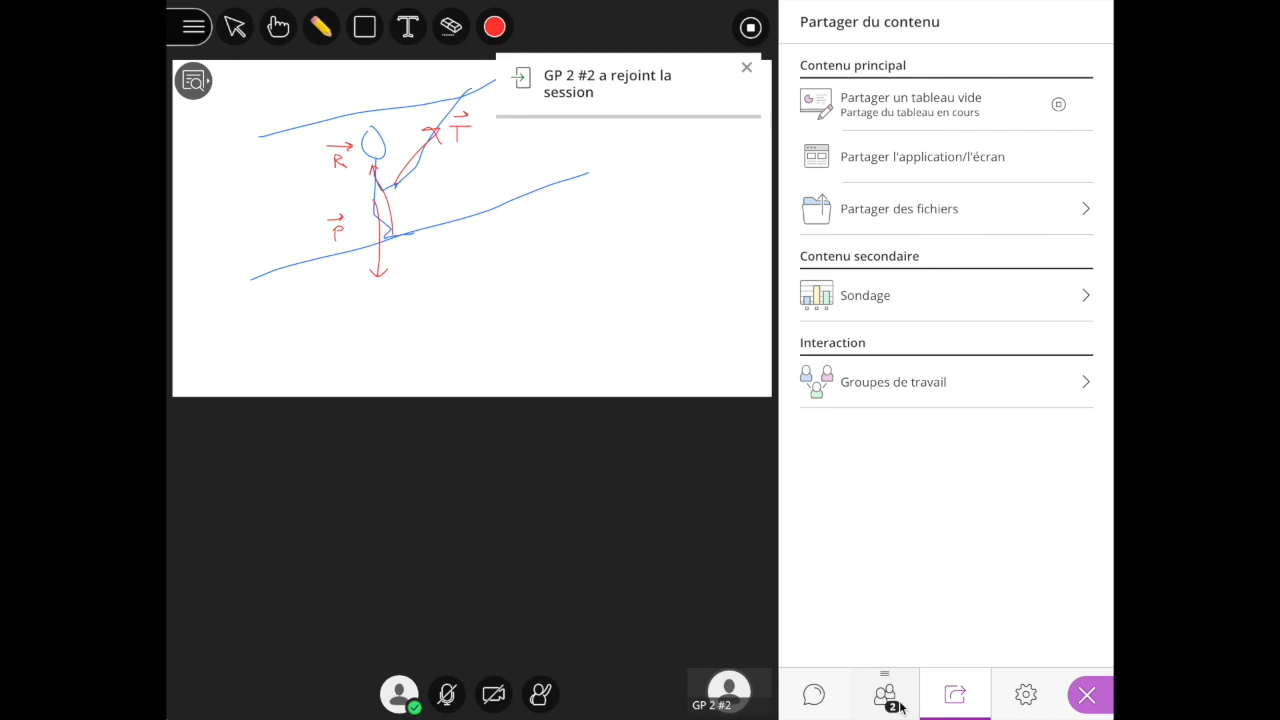 GP 2 #2 a rejoint la
session
T
R
P
GP 2 #2
Partager du contenu
Contenu principal
Partager un tableau vide
Partage du tableau en cours
Partager l'application/l'écran
Partager des fichiers
Contenu secondaire
Sondage
Interaction
Groupes de travail
2